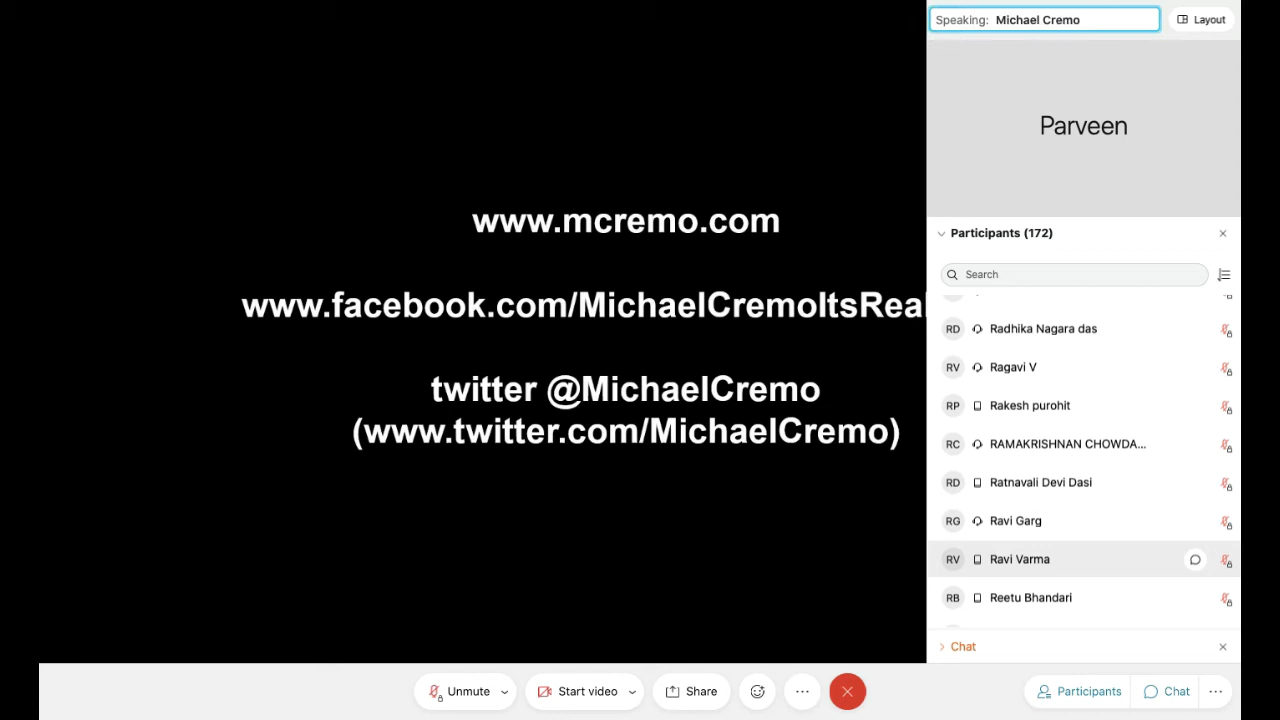 Speaking: Michael Cremo
Layout
Parveen
www.mcremo.com
www.facebook.com/MichaelCremoItsReal
twitter @MichaelCremo
(www.twitter.com/MichaelCremo)
Participants (172)
Search
RD Radhika Nagara das
RV Ragavi V
RP Rakesh purohit
RC RAMAKRISHNAN CHOWDA...
RD Ratnavali Devi Dasi
RG Ravi Garg
RV Ravi Varma
RB Reetu Bhandari
Chat
Unmute
Start video
Share
Participants
Chat